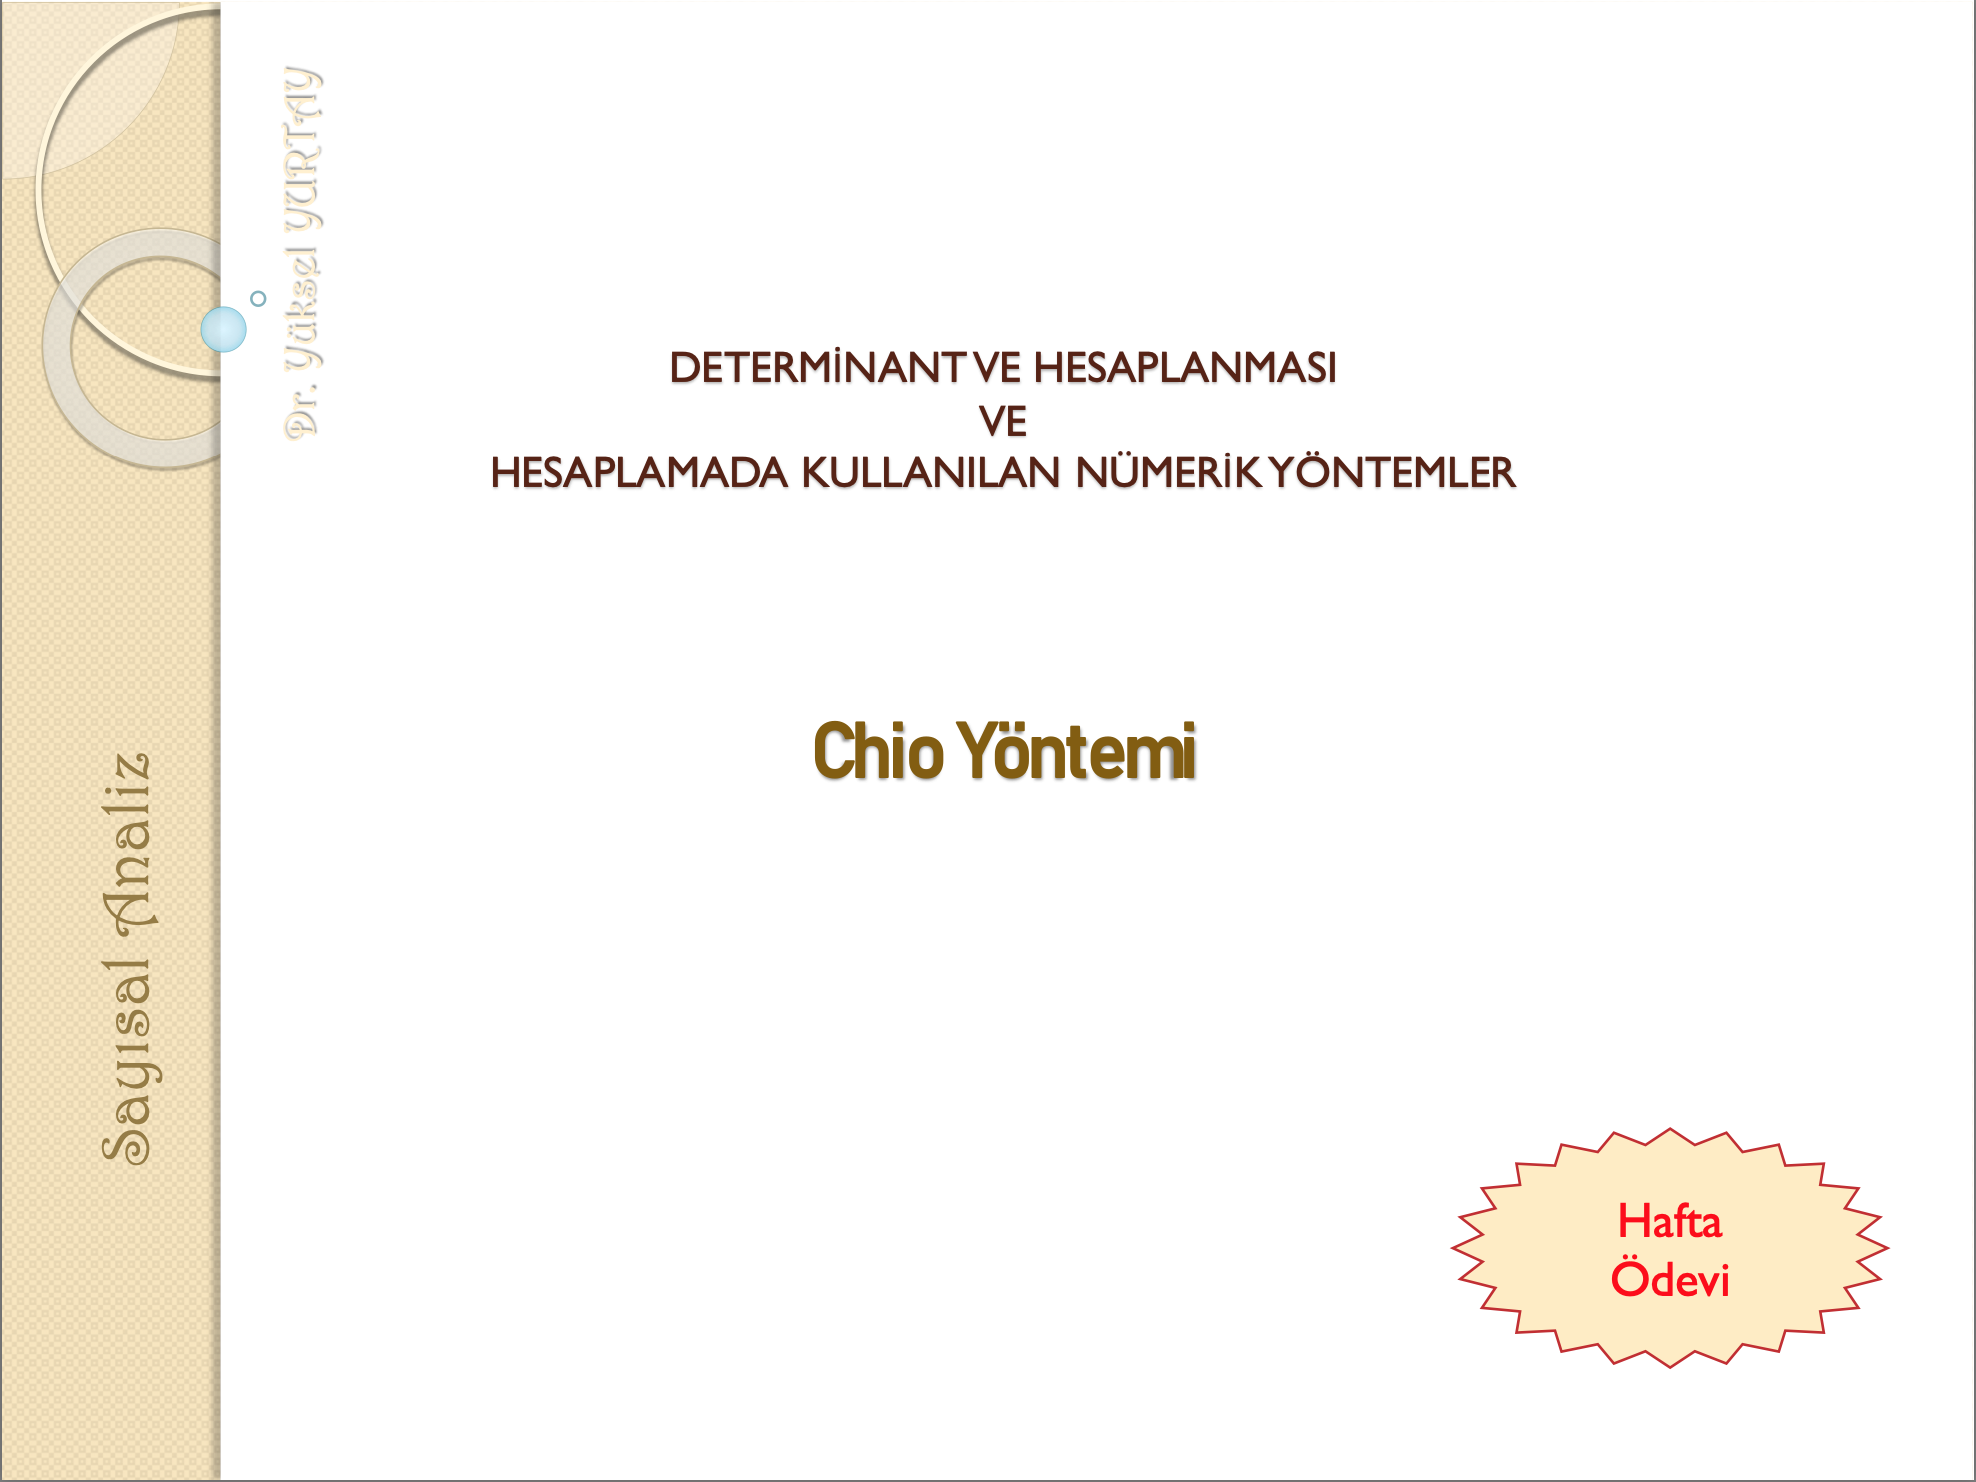 Dr. Yüksel YURTAY
DETERMİNANT VE HESAPLANMASI
VE
HESAPLAMADA KULLANILAN NÜMERİK YÖNTEMLER
Chio Yöntemi
Sayısal Analiz
Hafta
Ödevi